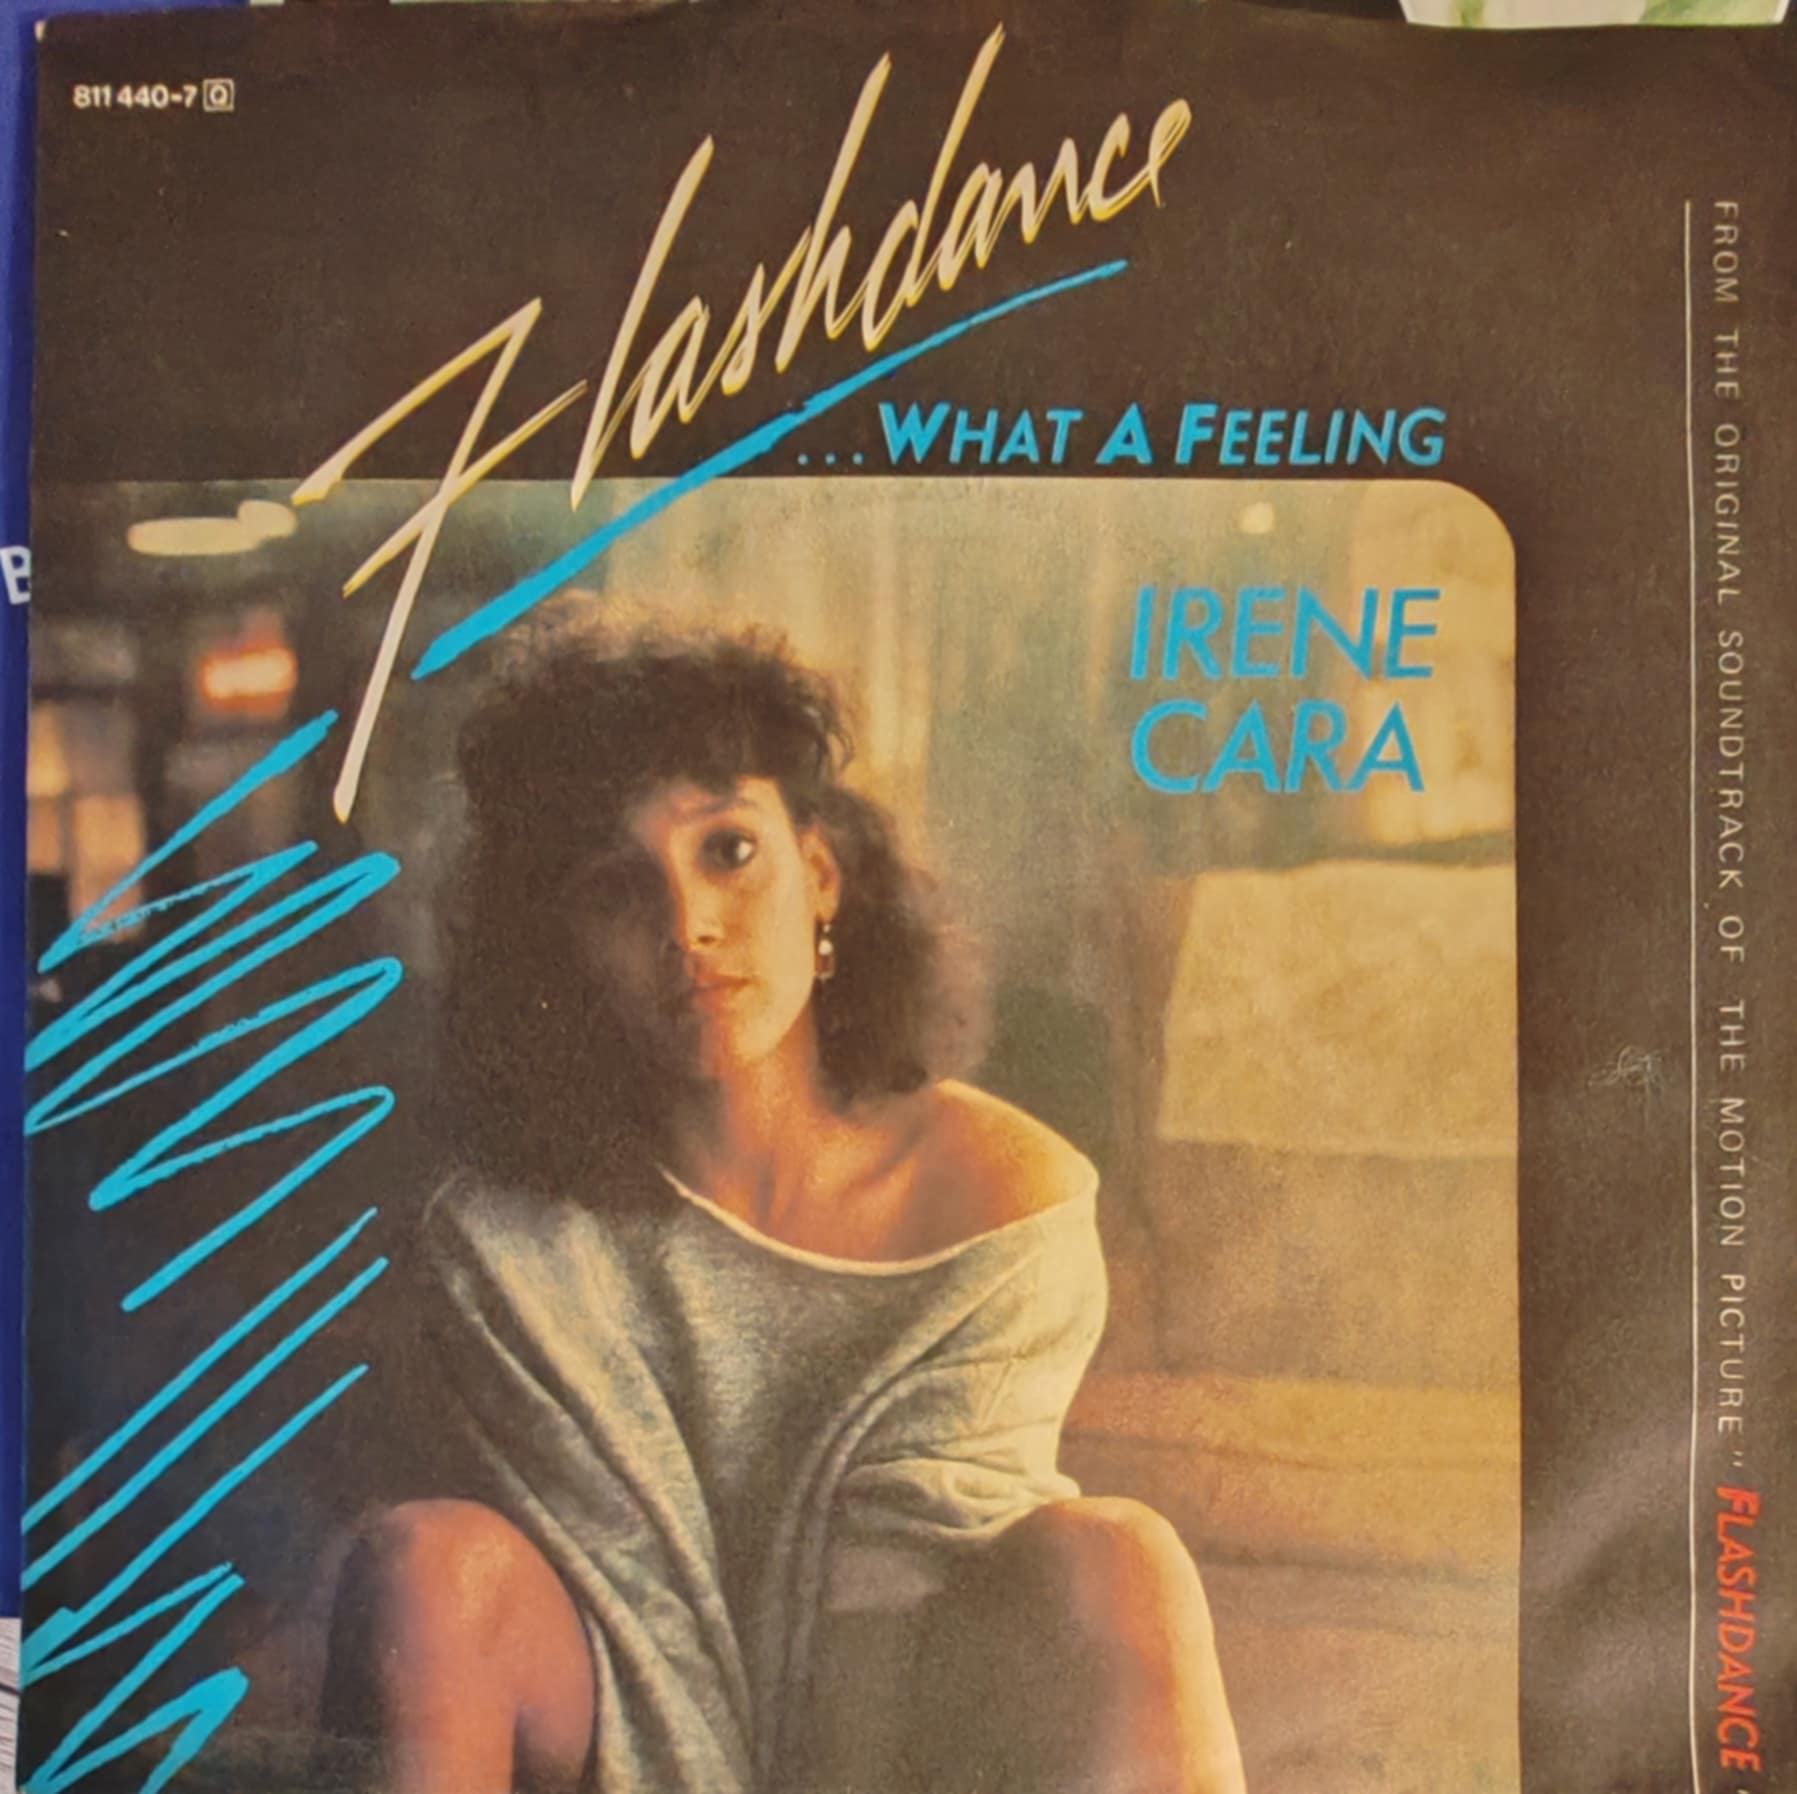 811 440-7 Q
Flashdance
...WHAT A FEELING
IRENE
CARA
FROM THE ORIGINAL SOUNDTRACK OF THE MOTION PICTURE " FLASHDANCE "
B